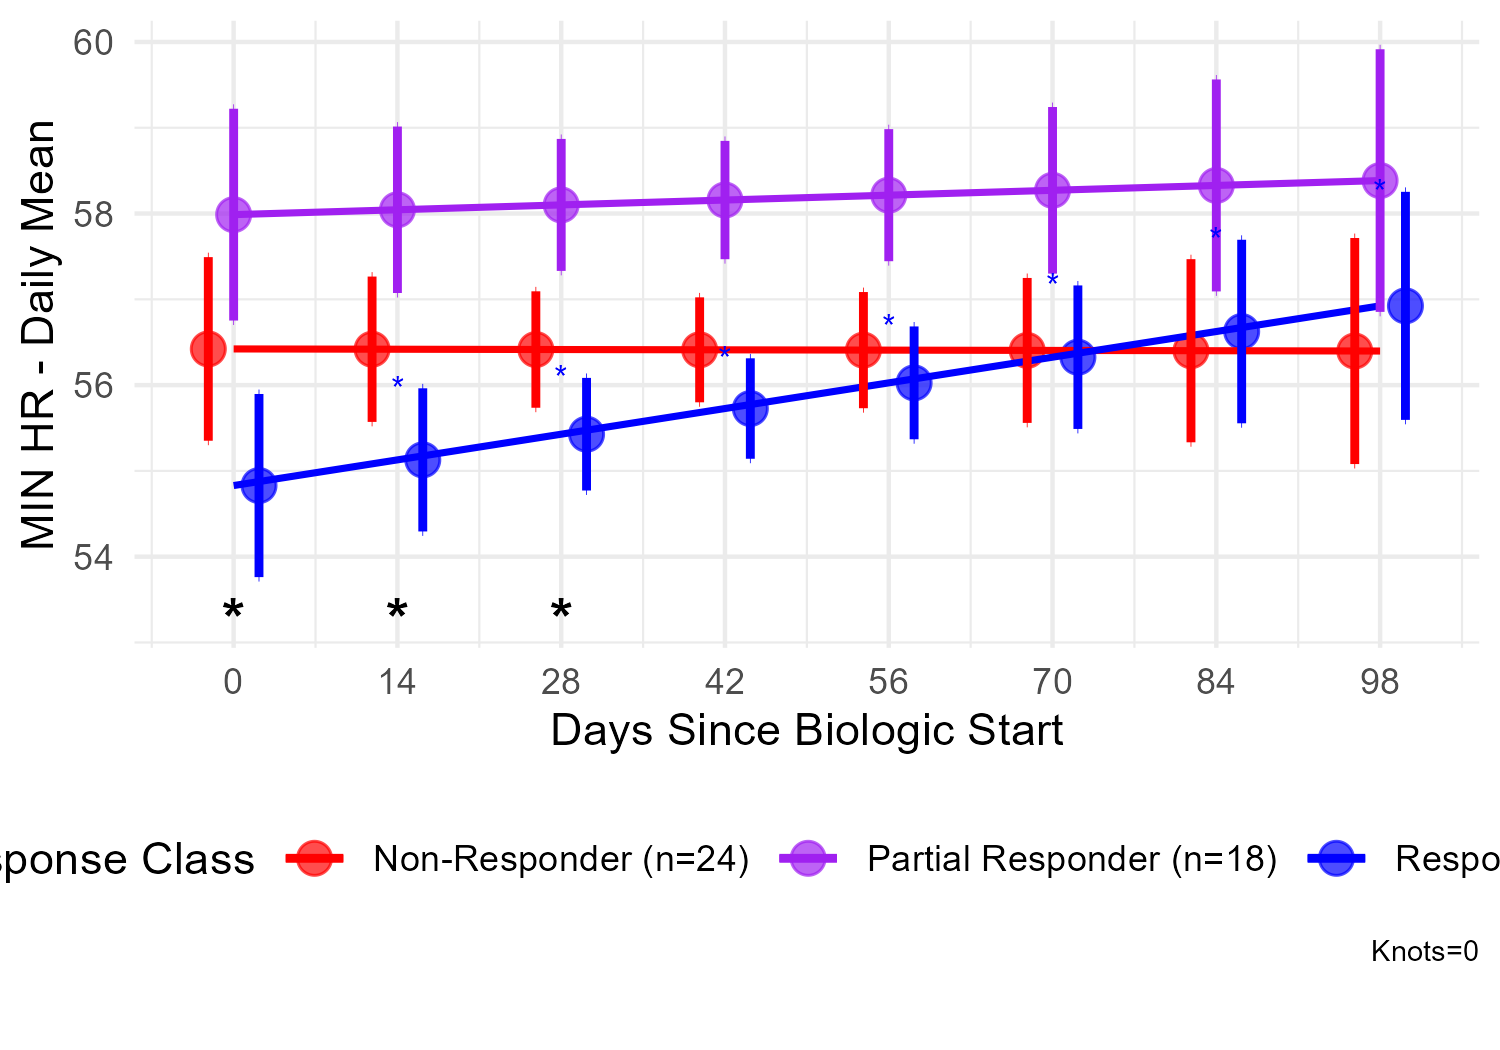 60
58
56
54
MIN HR - Daily Mean
* * * * * * *
* * *
0 14 28 42 56 70 84 98
Days Since Biologic Start
sponse Class Non-Responder (n=24) Partial Responder (n=18) Respo
Knots=0